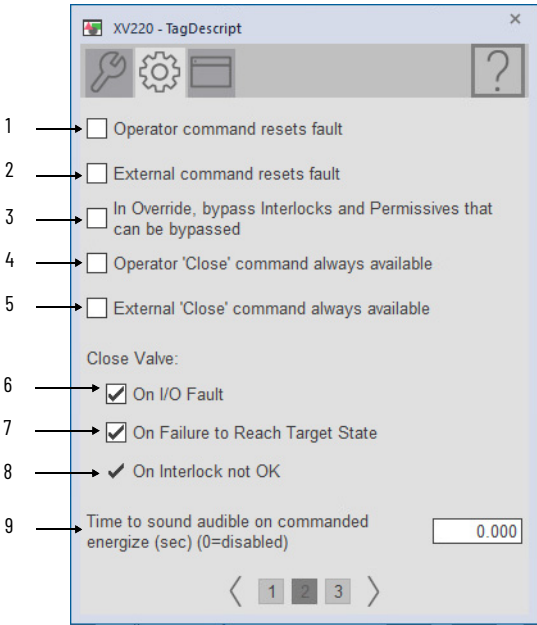 XV220 - TagDescript
×
?
1
Operator command resets fault
2
External command resets fault
3
In Override, bypass Interlocks and Permissives that
can be bypassed
4
Operator 'Close' command always available
5
External 'Close' command always available
Close Valve:
6
On I/O Fault
7
On Failure to Reach Target State
8
On Interlock not OK
9
Time to sound audible on commanded
energize (sec) (0=disabled)
0.000
1 2 3